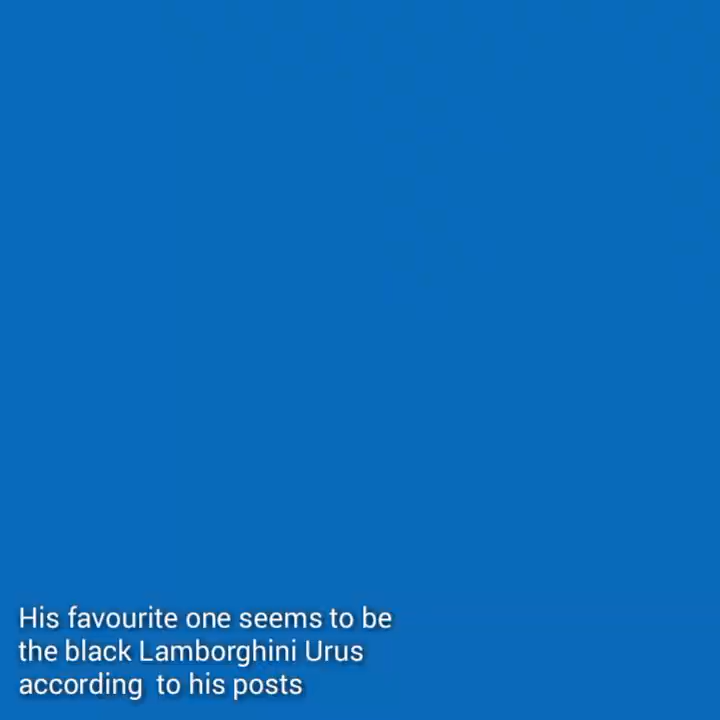 His favourite one seems to be
the black Lamborghini Urus
according  to his posts